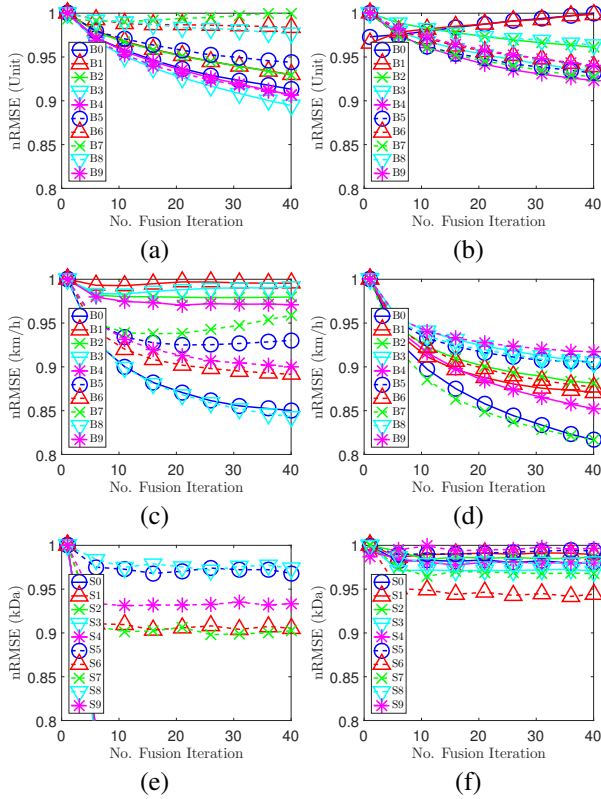 1
0.95
0.9
0.85
0.8
nRMSE (Unit)
B0
B1
B2
B3
B4
B5
B6
B7
B8
B9
0 10 20 30 40
No. Fusion Iteration
(a)
1
0.95
0.9
0.85
0.8
nRMSE (Unit)
B0
B1
B2
B3
B4
B5
B6
B7
B8
B9
0 10 20 30 40
No. Fusion Iteration
(b)
1
0.95
0.9
0.85
0.8
nRMSE (km/h)
B0
B1
B2
B3
B4
B5
B6
B7
B8
B9
0 10 20 30 40
No. Fusion Iteration
(c)
1
0.95
0.9
0.85
0.8
nRMSE (km/h)
B0
B1
B2
B3
B4
B5
B6
B7
B8
B9
0 10 20 30 40
No. Fusion Iteration
(d)
1
0.95
0.9
0.85
0.8
nRMSE (kDa)
S0
S1
S2
S3
S4
S5
S6
S7
S8
S9
0 10 20 30 40
No. Fusion Iteration
(e)
1
0.95
0.9
0.85
0.8
nRMSE (kDa)
S0
S1
S2
S3
S4
S5
S6
S7
S8
S9
0 10 20 30 40
No. Fusion Iteration
(f)